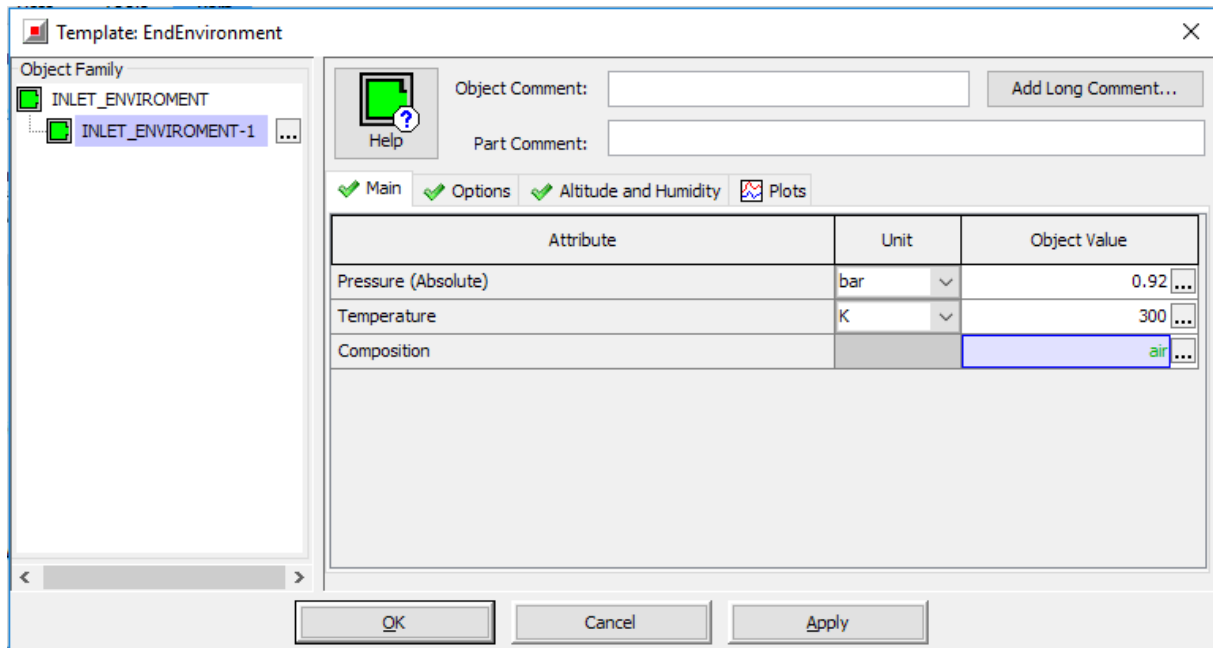 Template: EndEnvironment
Object Family
INLET_ENVIROMENT
INLET_ENVIROMENT-1 ...
Help
Object Comment:
Add Long Comment...
Part Comment:
Main Options Altitude and Humidity Plots
Attribute Unit Object Value
Pressure (Absolute) bar 0.92 ...
Temperature K 300 ...
Composition air ...
OK Cancel Apply